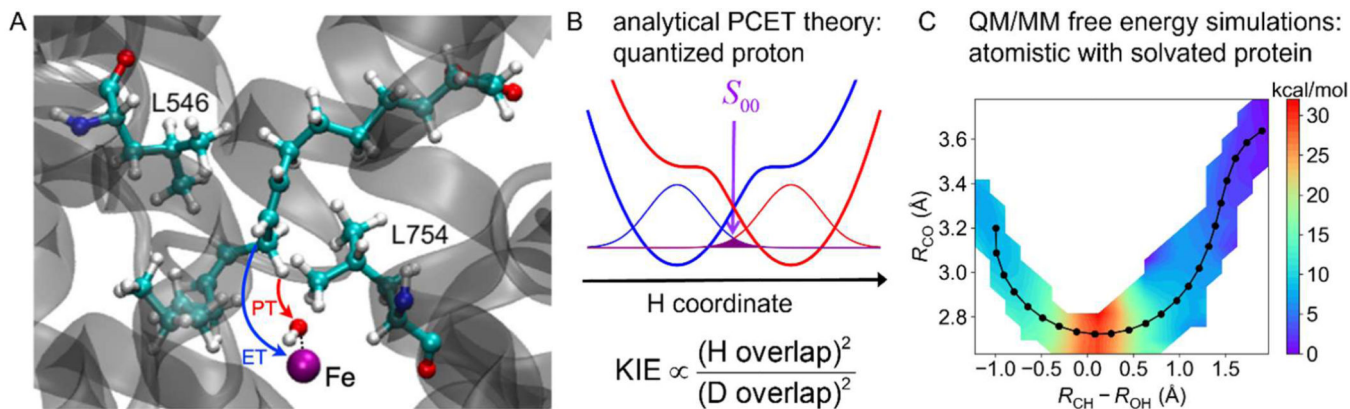 A
L546
L754
PT
ET
Fe
B analytical PCET theory:
quantized proton
S00
H coordinate
KIE ∝ (H overlap)²
(D overlap)²
C QM/MM free energy simulations:
atomistic with solvated protein
kcal/mol
RCO (Å)
3.6
3.4
3.2
3.0
2.8
−1.0 −0.5 0.0 0.5 1.0 1.5
RCH − ROH (Å)
30
25
20
15
10
5
0